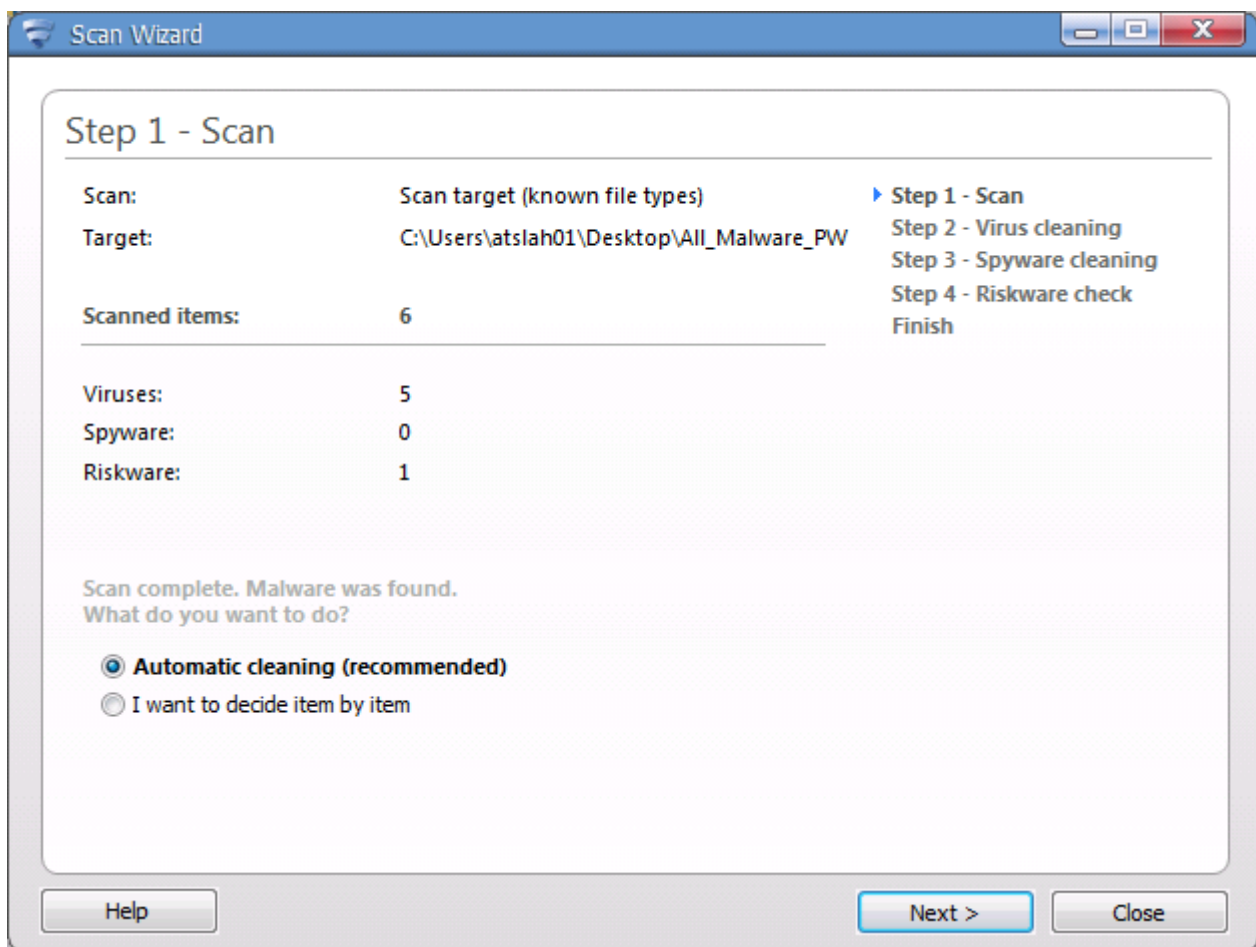 Scan Wizard
Step 1 - Scan
Scan: Scan target (known file types)
Target: C:\Users\atslah01\Desktop\All_Malware_PW
Scanned items: 6
Viruses: 5
Spyware: 0
Riskware: 1
Scan complete. Malware was found.
What do you want to do?
Automatic cleaning (recommended)
I want to decide item by item
Step 1 - Scan
Step 2 - Virus cleaning
Step 3 - Spyware cleaning
Step 4 - Riskware check
Finish
Help
Next >
Close